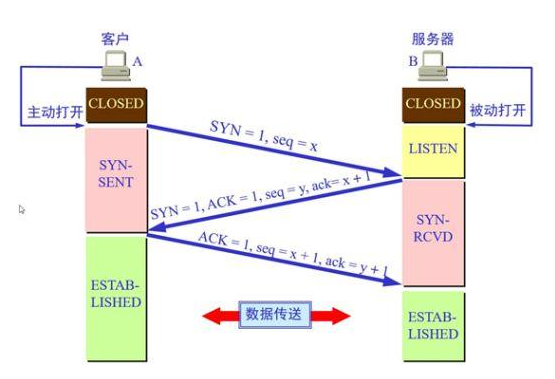 客户
服务器
A
B
CLOSED
CLOSED
主动打开
被动打开
SYN = 1, seq = x
LISTEN
SYN-
SENT
SYN = 1, ACK = 1, seq = y, ack= x + 1
SYN-
RCVD
ACK = 1, seq = x + 1, ack = y + 1
ESTAB-
LISHED
数据传送
ESTAB-
LISHED